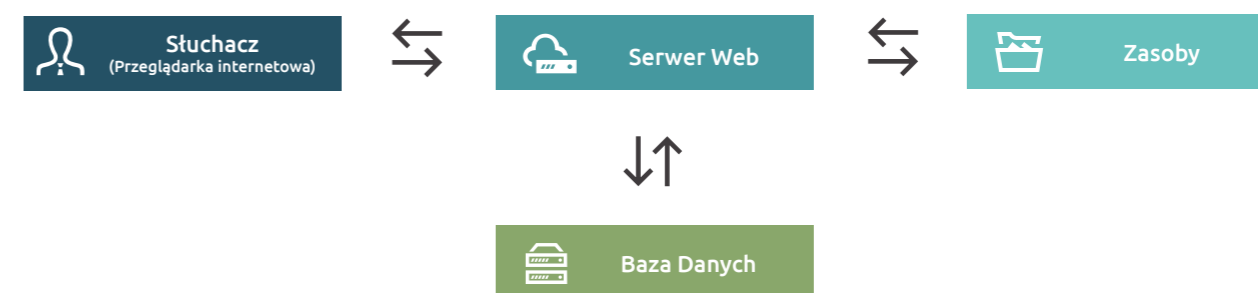 Słuchacz
(Przeglądarka internetowa)
Serwer Web
Zasoby
Baza Danych